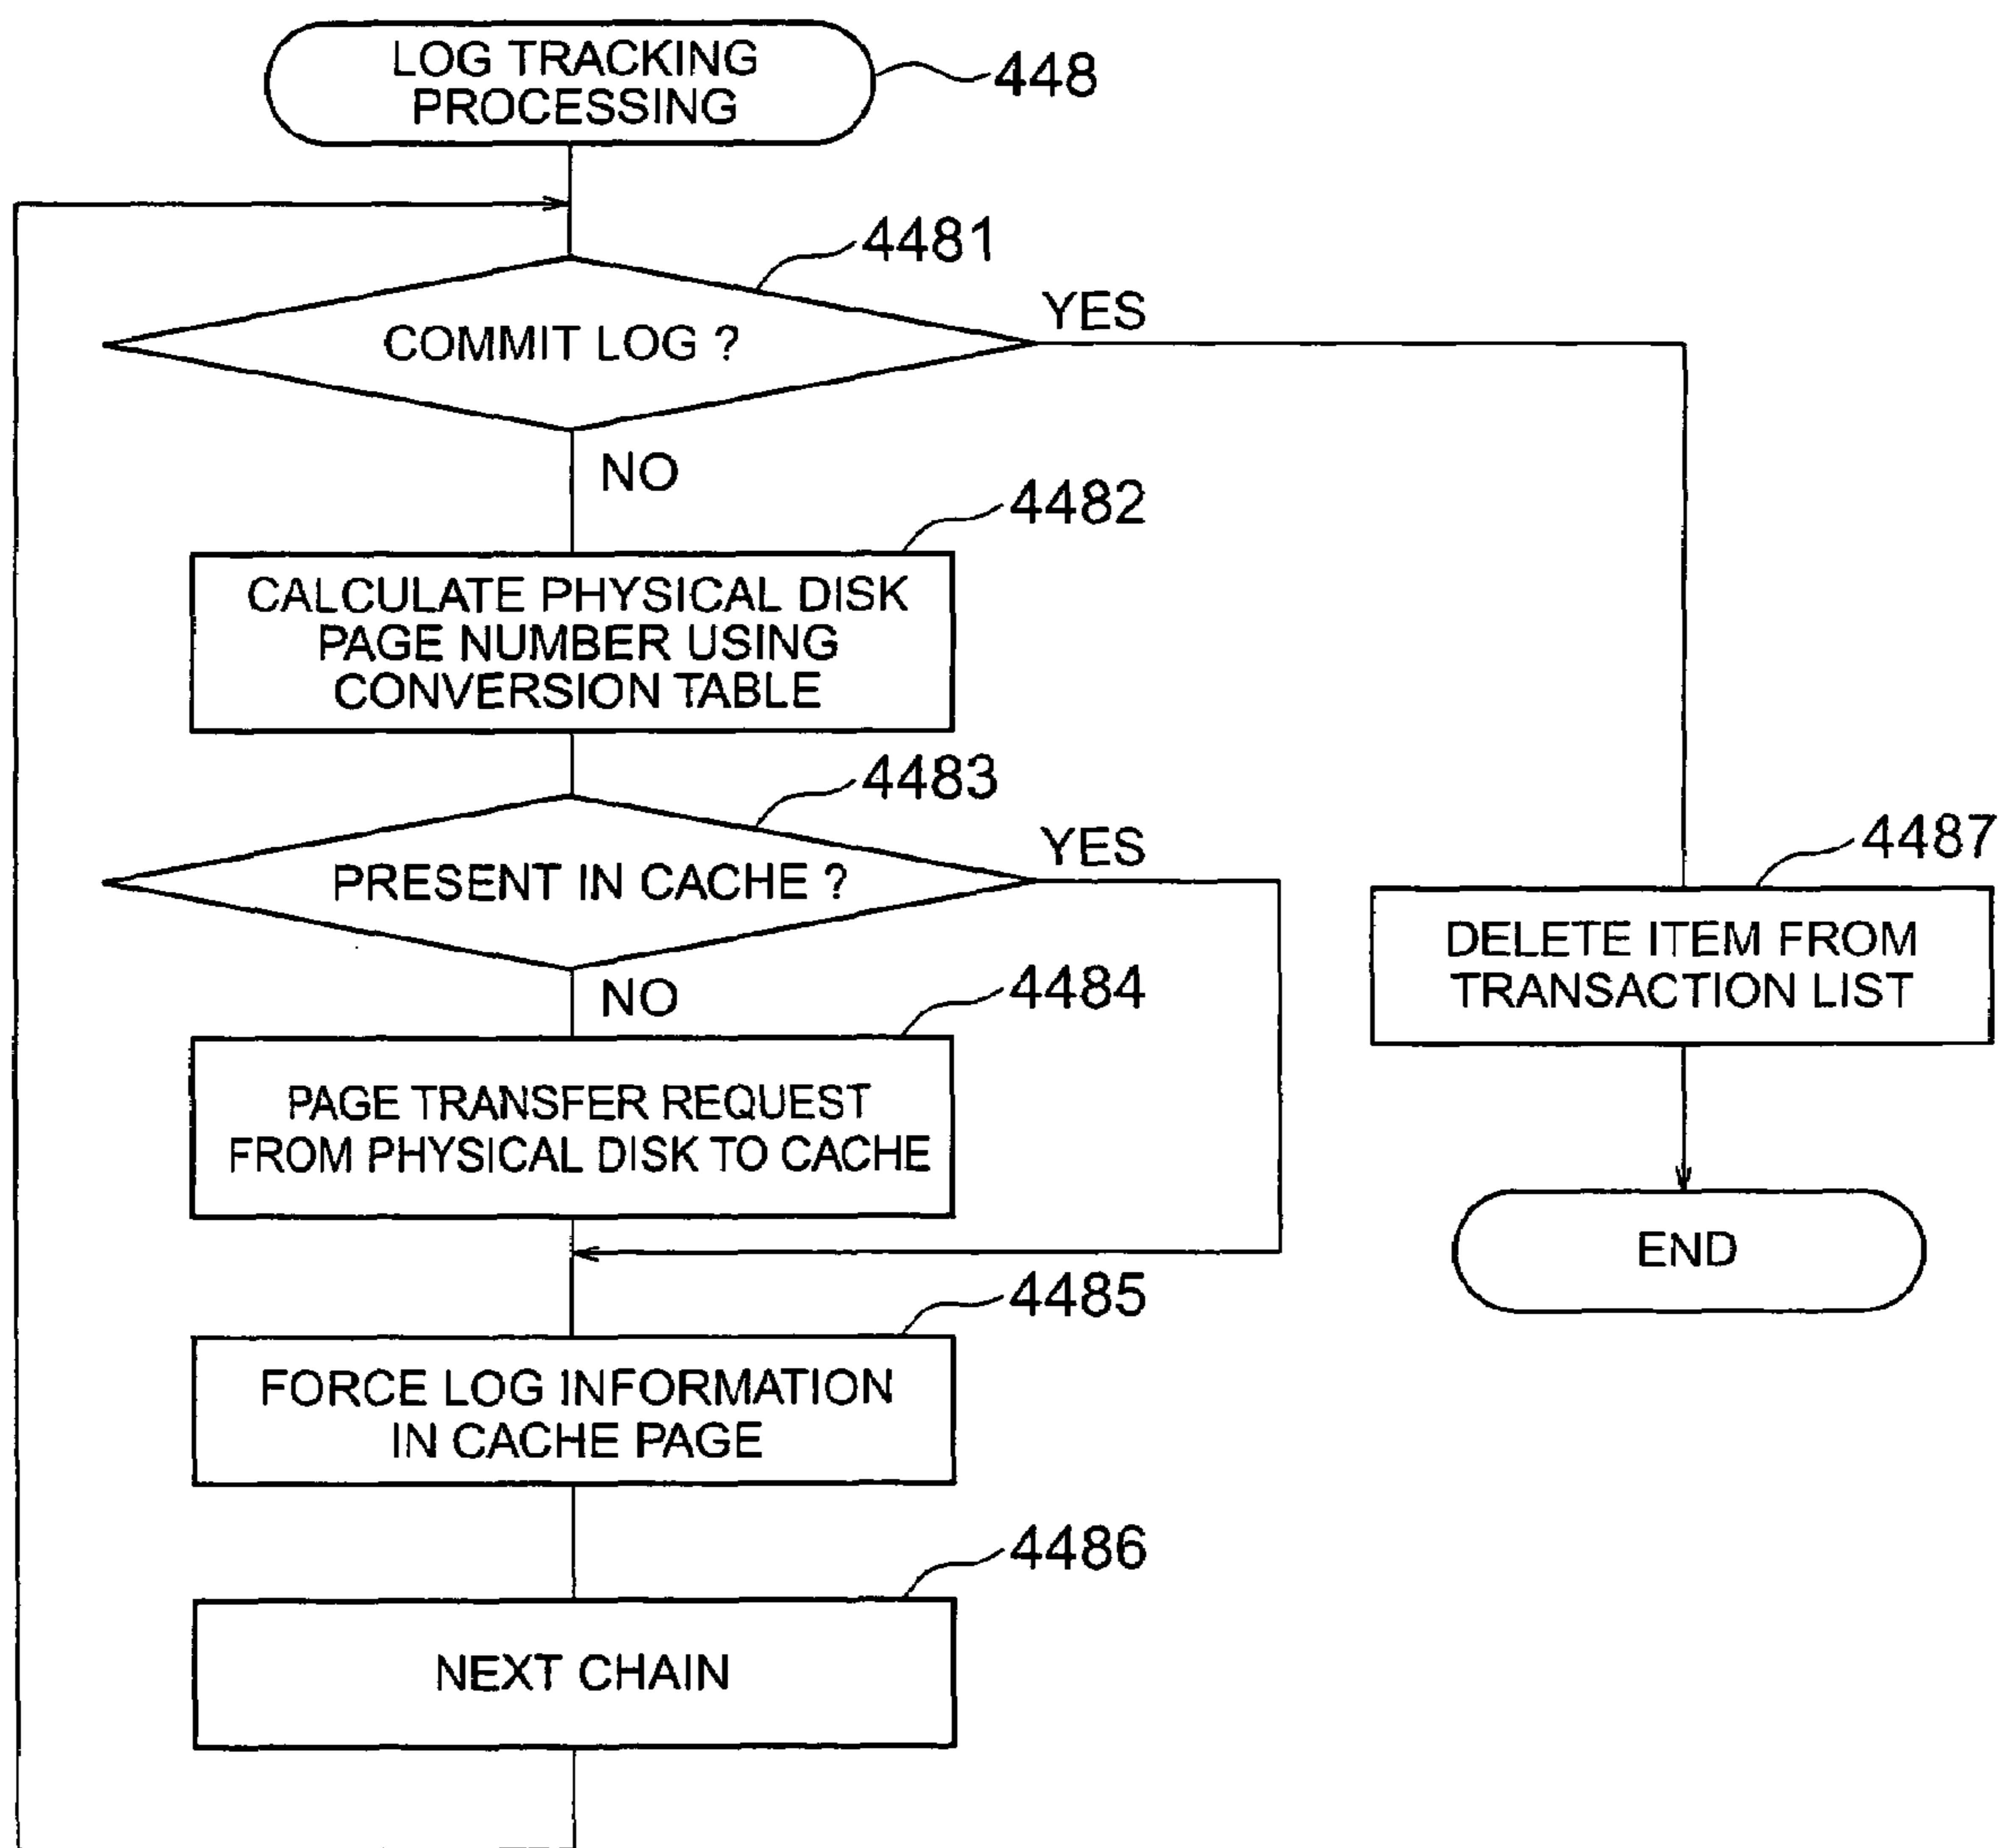 LOG TRACKING
PROCESSING
448
4481
COMMIT LOG ?
YES
NO
4482
CALCULATE PHYSICAL DISK
PAGE NUMBER USING
CONVERSION TABLE
4483
PRESENT IN CACHE ?
YES
NO
4484
PAGE TRANSFER REQUEST
FROM PHYSICAL DISK TO CACHE
4485
FORCE LOG INFORMATION
IN CACHE PAGE
4486
NEXT CHAIN
4487
DELETE ITEM FROM
TRANSACTION LIST
END